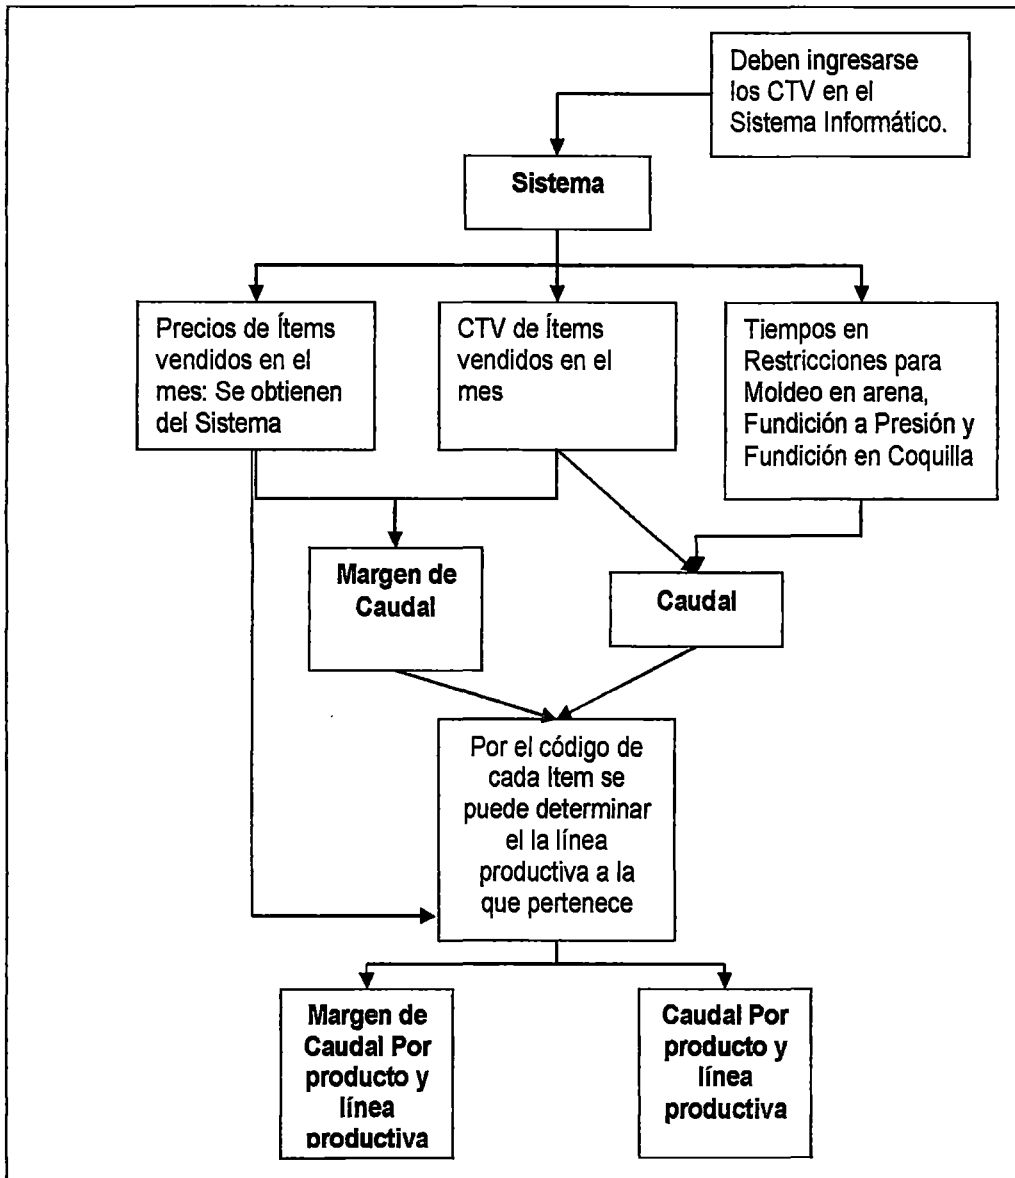 Deben ingresarse
los CTV en el
Sistema Informático.
Sistema
Precios de Ítems
vendidos en el
mes: Se obtienen
del Sistema
CTV de Ítems
vendidos en el
mes
Tiempos en
Restricciones para
Moldeo en arena,
Fundición a Presión y
Fundición en Coquilla
Margen de
Caudal
Caudal
Por el código de
cada Item se
puede determinar
el la línea
productiva a la
que pertenece
Margen de
Caudal Por
producto y
línea
productiva
Caudal Por
producto y
línea
productiva